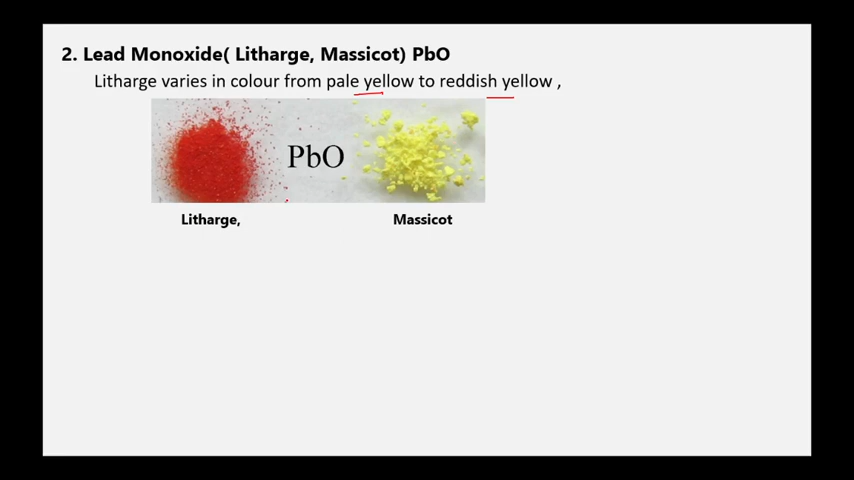 2. Lead Monoxide( Litharge, Massicot) PbO
Litharge varies in colour from pale yellow to reddish yellow ,
PbO
Litharge,
Massicot